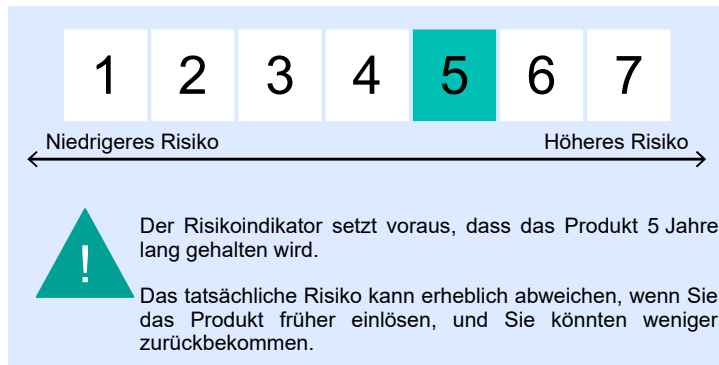 1 2 3 4 5 6 7
Niedrigeres Risiko Höheres Risiko
!
Der Risikoindikator setzt voraus, dass das Produkt 5 Jahre
lang gehalten wird.
Das tatsächliche Risiko kann erheblich abweichen, wenn Sie
das Produkt früher einlösen, und Sie könnten weniger
zurückbekommen.